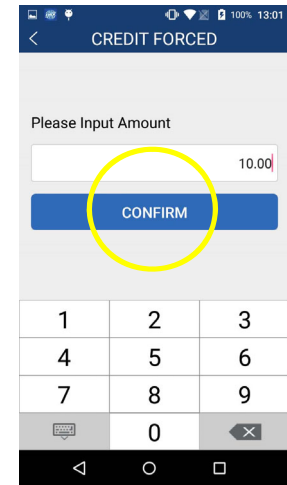 100% 13:01
CREDIT FORCED
Please Input Amount
10.00
CONFIRM
1 2 3
4 5 6
7 8 9
0